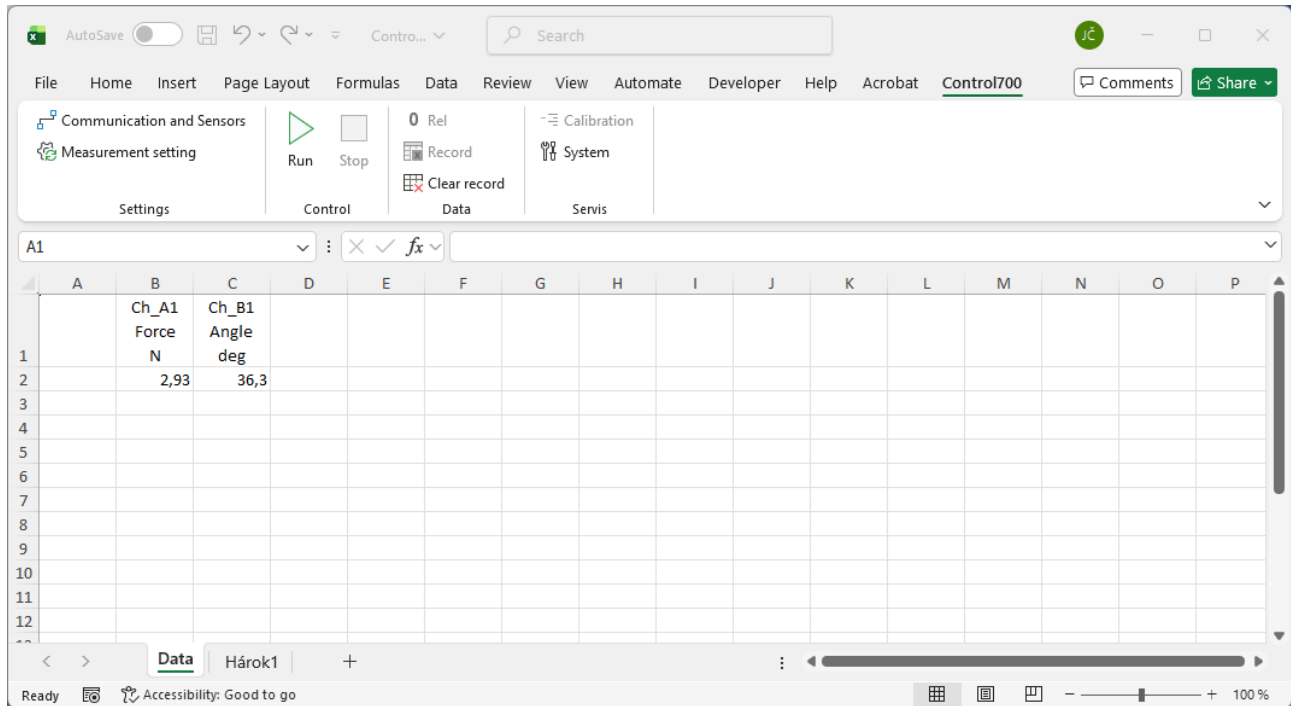 AutoSave Contro... Search JČ
File Home Insert Page Layout Formulas Data Review View Automate Developer Help Acrobat Control700 Comments Share
Communication and Sensors
Measurement setting
Settings
Run Stop
Control
0 Rel
Record
Clear record
Data
Calibration
System
Servis
A1 fx
A B C D E F G H I J K L M N O P
Ch_A1 Ch_B1
Force Angle
1 N deg
2 2,93 36,3
3
4
5
6
7
8
9
10
11
12
Data Hárok1 +
Ready Accessibility: Good to go 100 %